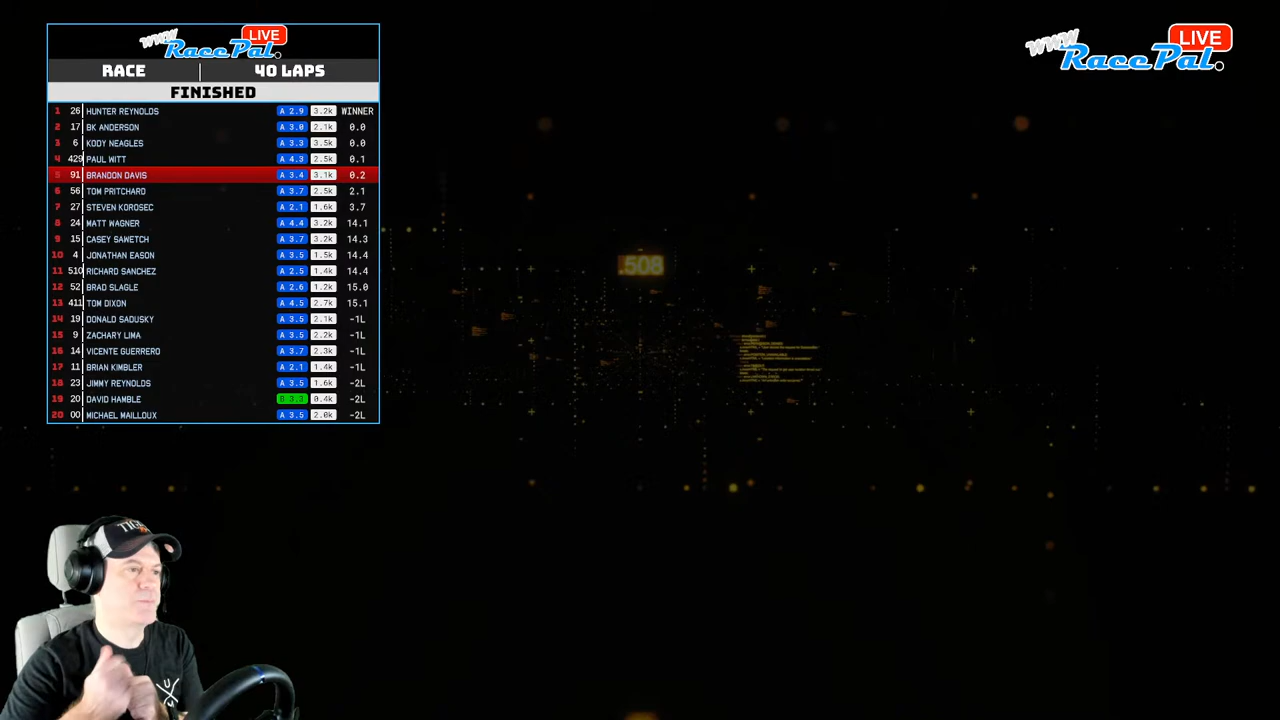 LIVE
www
RacePal.
RACE 40 LAPS
FINISHED
1 26 HUNTER REYNOLDS A 2.9 3.2k WINNER
2 17 BK ANDERSON A 3.0 2.1k 0.0
6 KODY NEAGLES A 3.3 3.5k 0.0
4 429 PAUL WITT A 4.3 2.5k 0.1
5 91 BRANDON DAVIS A 3.4 3.1k 0.2
6 56 TOM PRITCHARD A 3.7 2.5k 2.1
7 27 STEVEN KOROSEC A 2.1 1.6k 3.7
8 24 MATT WAGNER A 4.4 3.2k 14.1
9 15 CASEY SAWETCH A 3.7 3.2k 14.3
10 4 JONATHAN EASON A 3.5 1.5k 14.4
11 510 RICHARD SANCHEZ A 2.5 1.4k 14.4
12 52 BRAD SLAGLE A 2.6 1.2k 15.0
13 411 TOM DIXON A 4.5 2.7k 15.1
14 19 DONALD SADUSKY A 3.5 2.1k -1L
15 9 ZACHARY LIMA A 3.5 2.2k -1L
16 14 VICENTE GUERRERO A 3.7 2.3k -1L
17 11 BRIAN KIMBLER A 2.1 1.4k -1L
18 23 JIMMY REYNOLDS A 3.5 1.6k -2L
19 20 DAVID HAMBLE B 3.3 0.4k -2L
20 00 MICHAEL MAILLOUX A 3.5 2.0k -2L
LIVE
www
RacePal.
.508